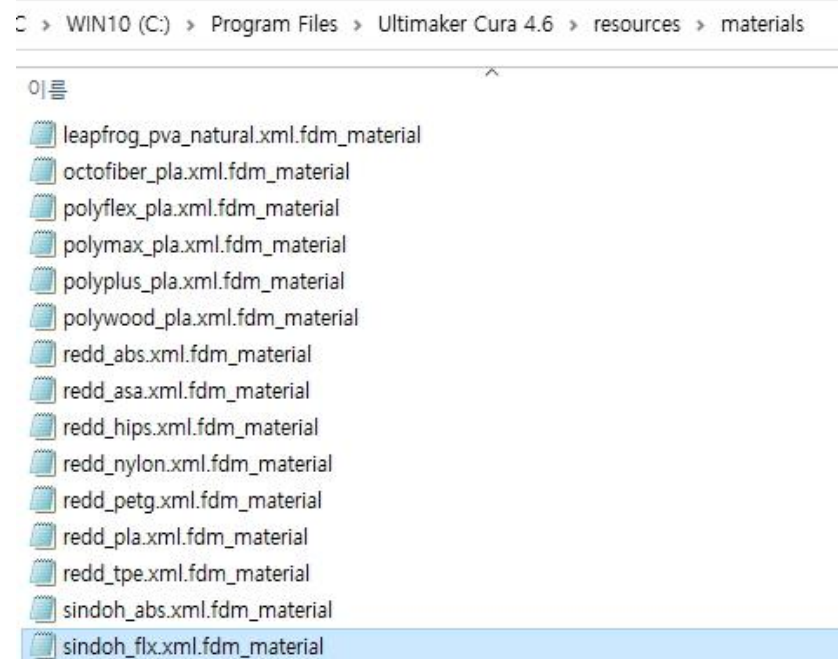 C > WIN10 (C:) > Program Files > Ultimaker Cura 4.6 > resources > materials
이름
leapfrog_pva_natural.xml.fdm_material
octofiber_pla.xml.fdm_material
polyflex_pla.xml.fdm_material
polymax_pla.xml.fdm_material
polyplus_pla.xml.fdm_material
polywood_pla.xml.fdm_material
redd_abs.xml.fdm_material
redd_asa.xml.fdm_material
redd_hips.xml.fdm_material
redd_nylon.xml.fdm_material
redd_petg.xml.fdm_material
redd_pla.xml.fdm_material
redd_tpe.xml.fdm_material
sindoh_abs.xml.fdm_material
sindoh_flx.xml.fdm_material